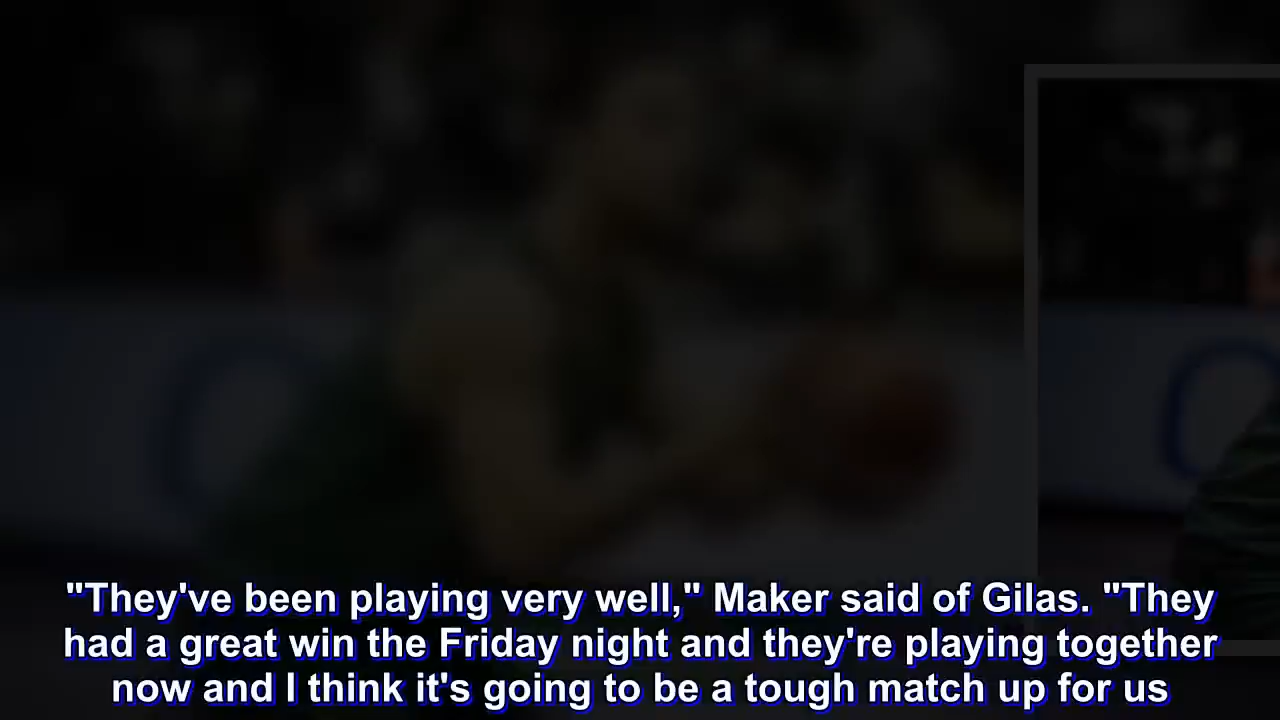 "They've been playing very well," Maker said of Gilas. "They
had a great win the Friday night and they're playing together
now and I think it's going to be a tough match up for us